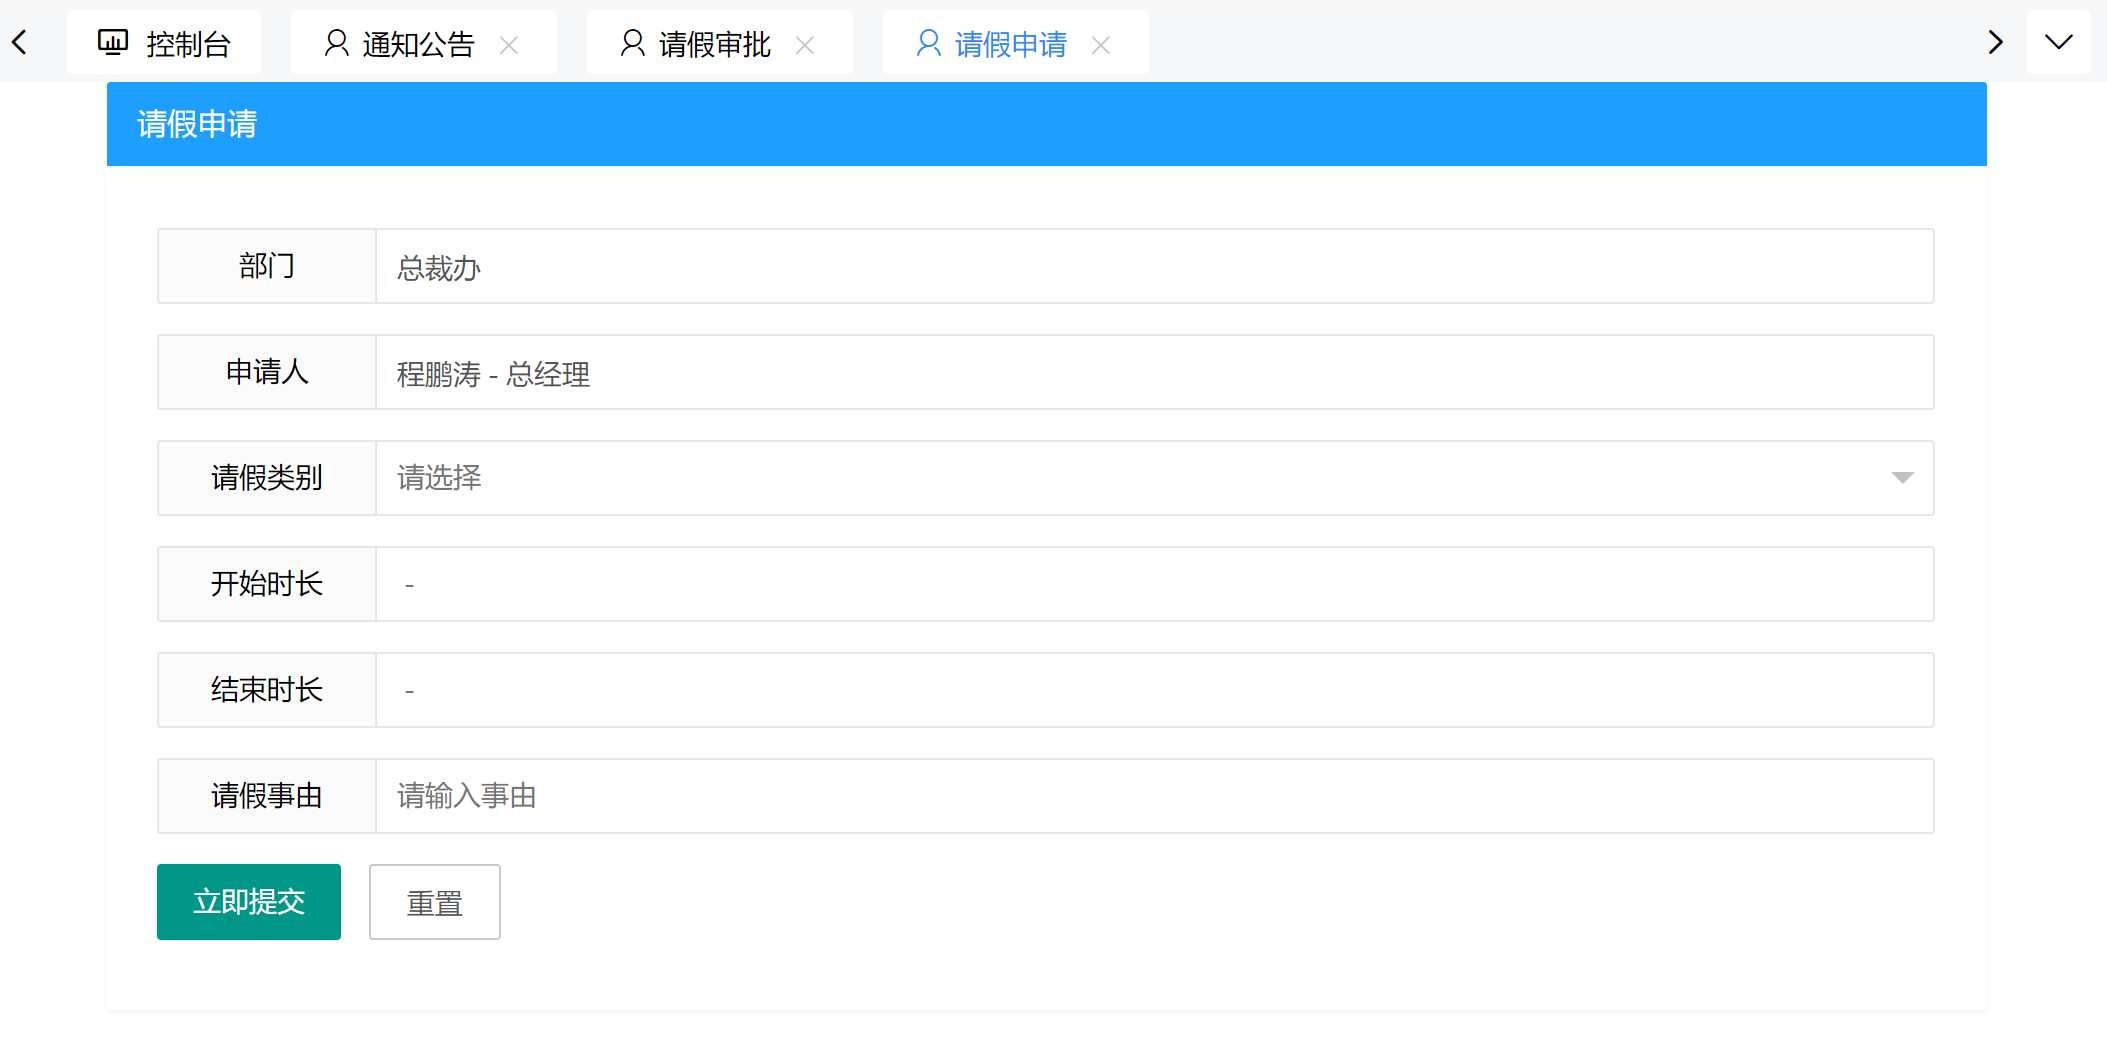 控制台 通知公告 请假审批 请假申请
请假申请
部门 总裁办
申请人 程鹏涛 - 总经理
请假类别 请选择
开始时长 -
结束时长 -
请假事由 请输入事由
立即提交 重置